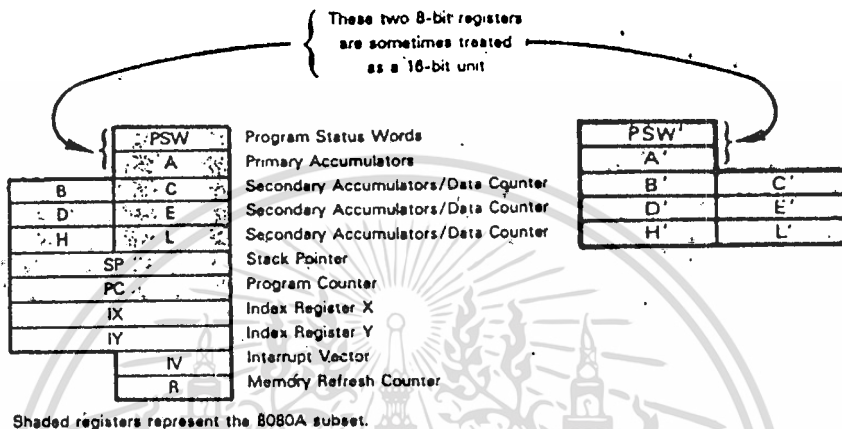 These two 8-bit registers
are sometimes treated
as a 16-bit unit
PSW Program Status Words
A Primary Accumulators
B C Secondary Accumulators/Data Counter
D E Secondary Accumulators/Data Counter
H L Secondary Accumulators/Data Counter
SP Stack Pointer
PC Program Counter
IX Index Register X
IY Index Register Y
IV Interrupt Vector
R Memory Refresh Counter
PSW'
A'
B' C'
D' E'
H' L'
Shaded registers represent the 8080A subset.